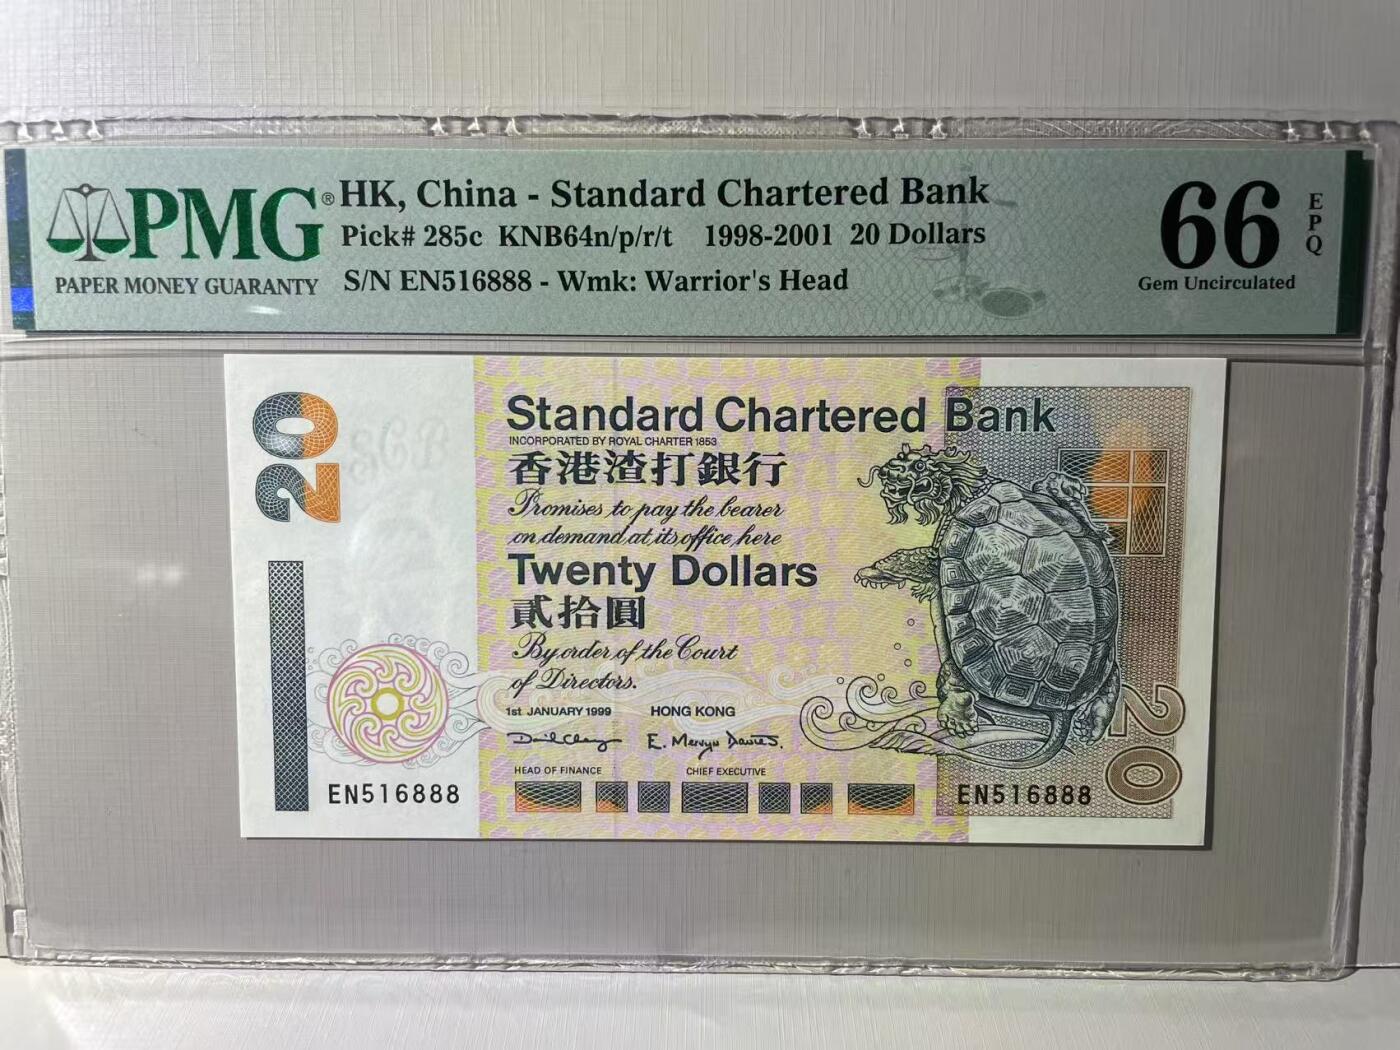 PMG®
PAPER MONEY GUARANTY
HK, China - Standard Chartered Bank
Pick# 285c KNB64n/p/r/t 1998-2001 20 Dollars
S/N EN516888 - Wmk: Warrior's Head
66
EPQ
Gem Uncirculated
20
Standard Chartered Bank
INCORPORATED BY ROYAL CHARTER 1853
香港渣打銀行
Promises to pay the bearer
on demand at its office here
Twenty Dollars
貳拾圓
By order of the Court
of Directors.
1st JANUARY 1999 HONG KONG
E. Mervyn Davies.
HEAD OF FINANCE CHIEF EXECUTIVE
EN516888
EN516888
20